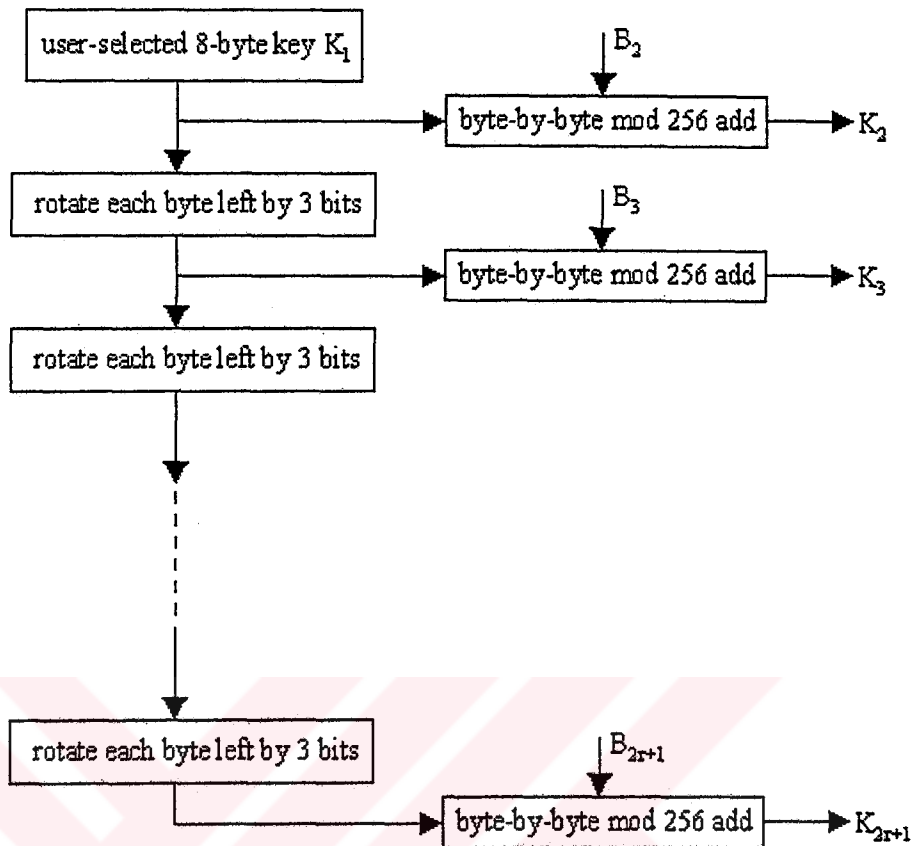 user-selected 8-byte key K₁
B₂
byte-by-byte mod 256 add
K₂
rotate each byte left by 3 bits
B₃
byte-by-byte mod 256 add
K₃
rotate each byte left by 3 bits
rotate each byte left by 3 bits
B₂ᵣ₊₁
byte-by-byte mod 256 add
K₂ᵣ₊₁